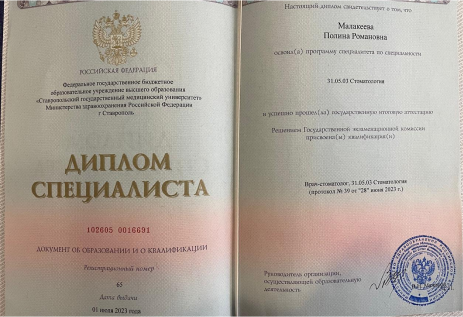 РОССИЙСКАЯ ФЕДЕРАЦИЯ
Федеральное государственное бюджетное
образовательное учреждение высшего образования
«Ставропольский государственный медицинский университет»
Министерства здравоохранения Российской Федерации
г Ставрополь
ДИПЛОМ
СПЕЦИАЛИСТА
102605 0016691
ДОКУМЕНТ ОБ ОБРАЗОВАНИИ И О КВАЛИФИКАЦИИ
Регистрационный номер
65
Дата выдачи
01 июля 2023 года
Настоящий диплом свидетельствует о том, что
Малакеева
Полина Романовна
освоил(а) программу специалитета по специальности
31.05.03 Стоматология
и успешно прошел(ла) государственную итоговую аттестацию
Решением Государственной экзаменационной комиссии
присвоена(ы) квалификация(и)
Врач-стоматолог, 31.05.03 Стоматология
(протокол № 39 от "28" июня 2023 г.)
Руководитель организации,
осуществляющей образовательную
деятельность